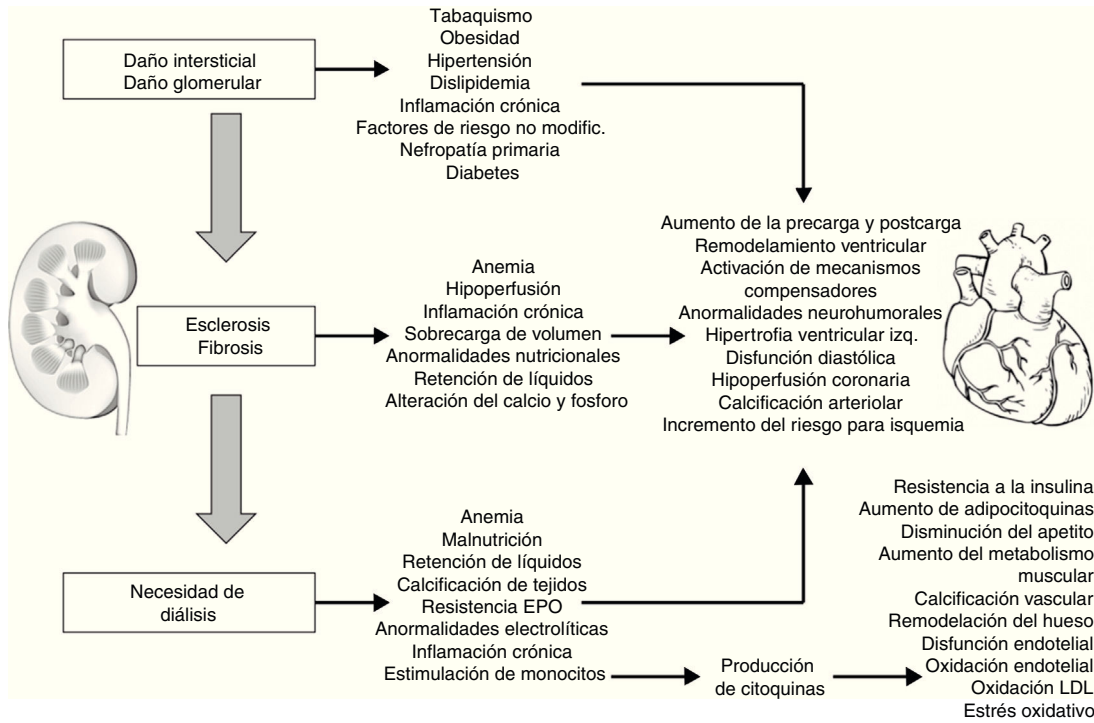 Daño intersticial
Daño glomerular
Tabaquismo
Obesidad
Hipertensión
Dislipidemia
Inflamación crónica
Factores de riesgo no modific.
Nefropatía primaria
Diabetes
Esclerosis
Fibrosis
Anemia
Hipoperfusión
Inflamación crónica
Sobrecarga de volumen
Anormalidades nutricionales
Retención de líquidos
Alteración del calcio y fosforo
Aumento de la precarga y postcarga
Remodelamiento ventricular
Activación de mecanismos
compensadores
Anormalidades neurohumorales
Hipertrofia ventricular izq.
Disfunción diastólica
Hipoperfusión coronaria
Calcificación arteriolar
Incremento del riesgo para isquemia
Necesidad de
diálisis
Anemia
Malnutrición
Retención de líquidos
Calcificación de tejidos
Resistencia EPO
Anormalidades electrolíticas
Inflamación crónica
Estimulación de monocitos
Producción
de citoquinas
Resistencia a la insulina
Aumento de adipocitoquinas
Disminución del apetito
Aumento del metabolismo
muscular
Calcificación vascular
Remodelación del hueso
Disfunción endotelial
Oxidación endotelial
Oxidación LDL
Estrés oxidativo